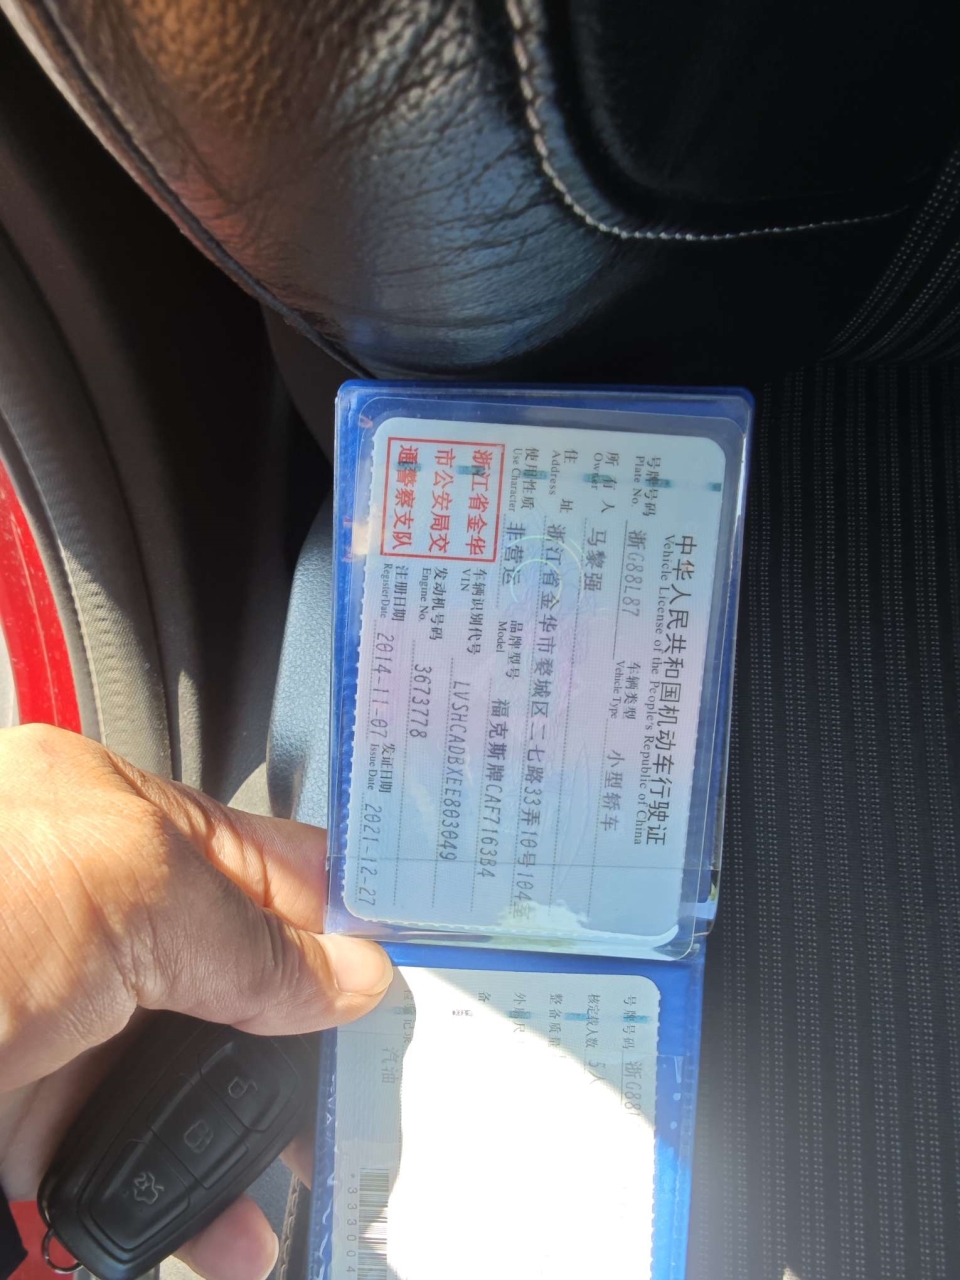 中华人民共和国机动车行驶证
Vehicle License of the People's Republic of China
号牌号码 浙G88L87 车辆类型 小型轿车
Plate No. Vehicle Type
所有人 马黎强
Owner
住址 浙江省金华市婺城区二七路33弄10号104室
Address
使用性质 非营运 品牌型号 福克斯牌CAF7163B4
Use Character Model
浙江省金华
市公安局交
通警察支队
车辆识别代号 LVSHCADBXEE803049
VIN
发动机号码 3673778
Engine No.
注册日期 2014-11-07 发证日期 2021-12-27
Register Date Issue Date
号牌号码 浙G88
核定载人数 5人
整备质
外
备
汽油
*333004